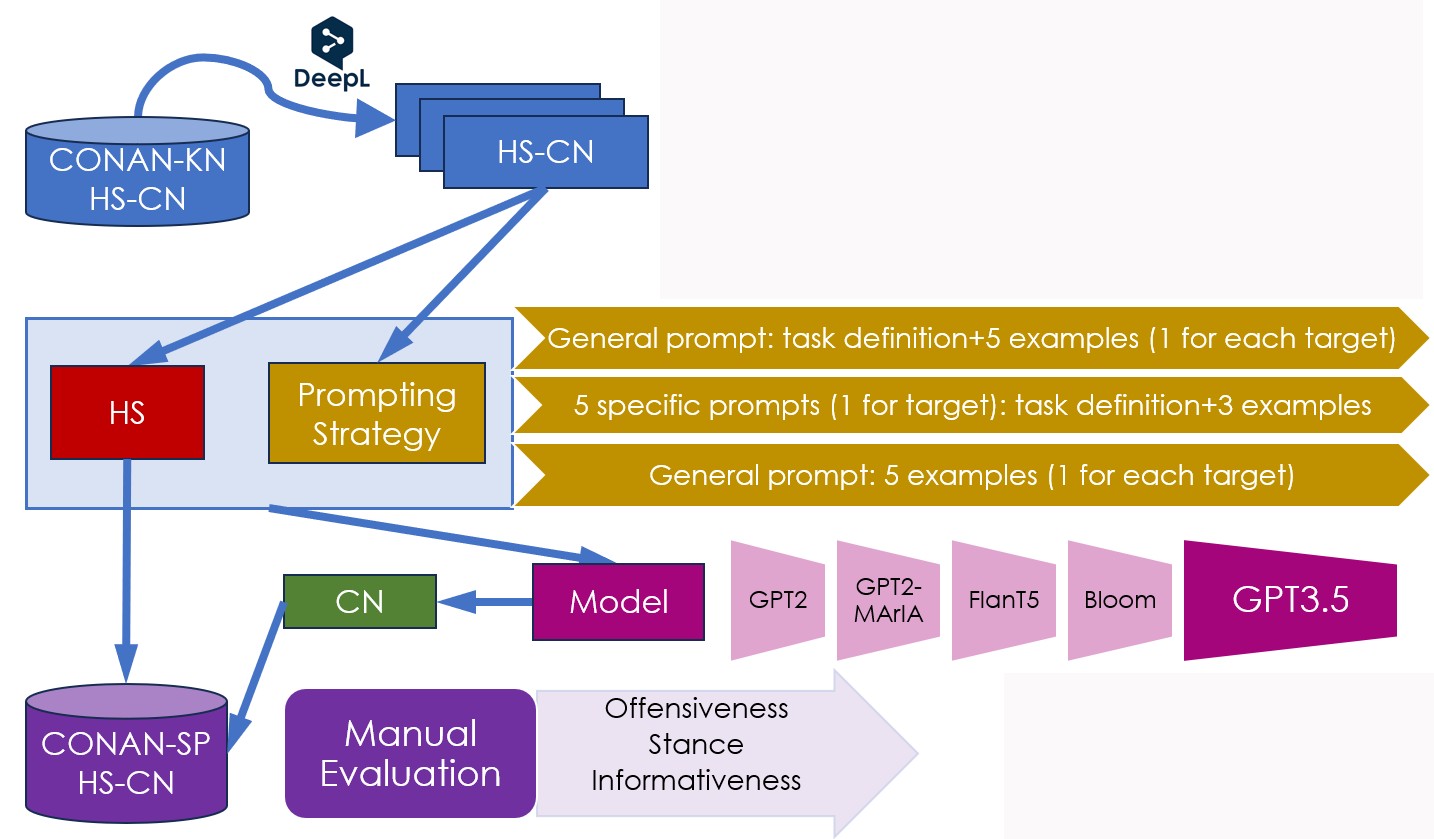 DeepL
CONAN-KN
HS-CN
HS-CN
HS
Prompting
Strategy
General prompt: task definition+5 examples (1 for each target)
5 specific prompts (1 for target): task definition+3 examples
General prompt: 5 examples (1 for each target)
CN
Model
GPT2
GPT2-
MArIA
FlanT5
Bloom
GPT3.5
CONAN-SP
HS-CN
Manual
Evaluation
Offensiveness
Stance
Informativeness